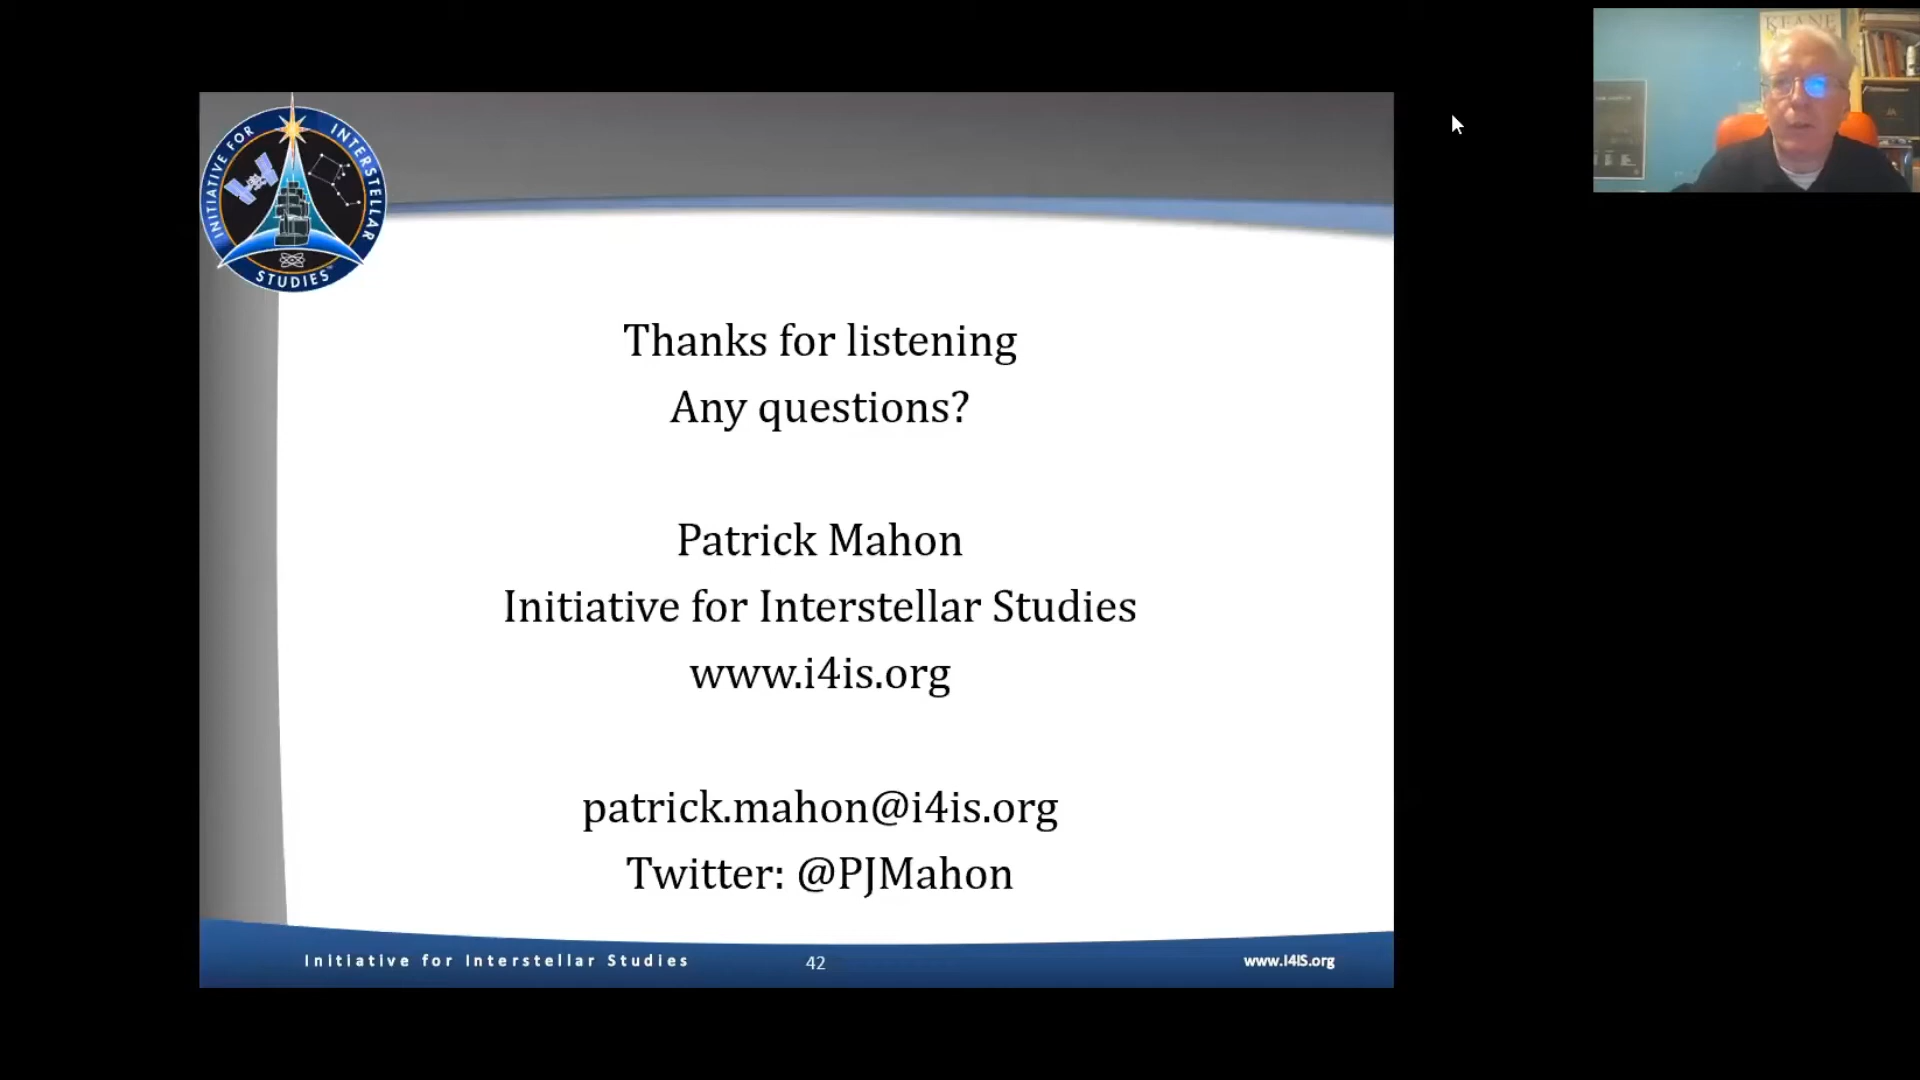 INITIATIVE FOR INTERSTELLAR
STUDIES
KEANE
Thanks for listening
Any questions?
Patrick Mahon
Initiative for Interstellar Studies
www.i4is.org
patrick.mahon@i4is.org
Twitter: @PJMahon
Initiative for Interstellar Studies
42
www.I4IS.org